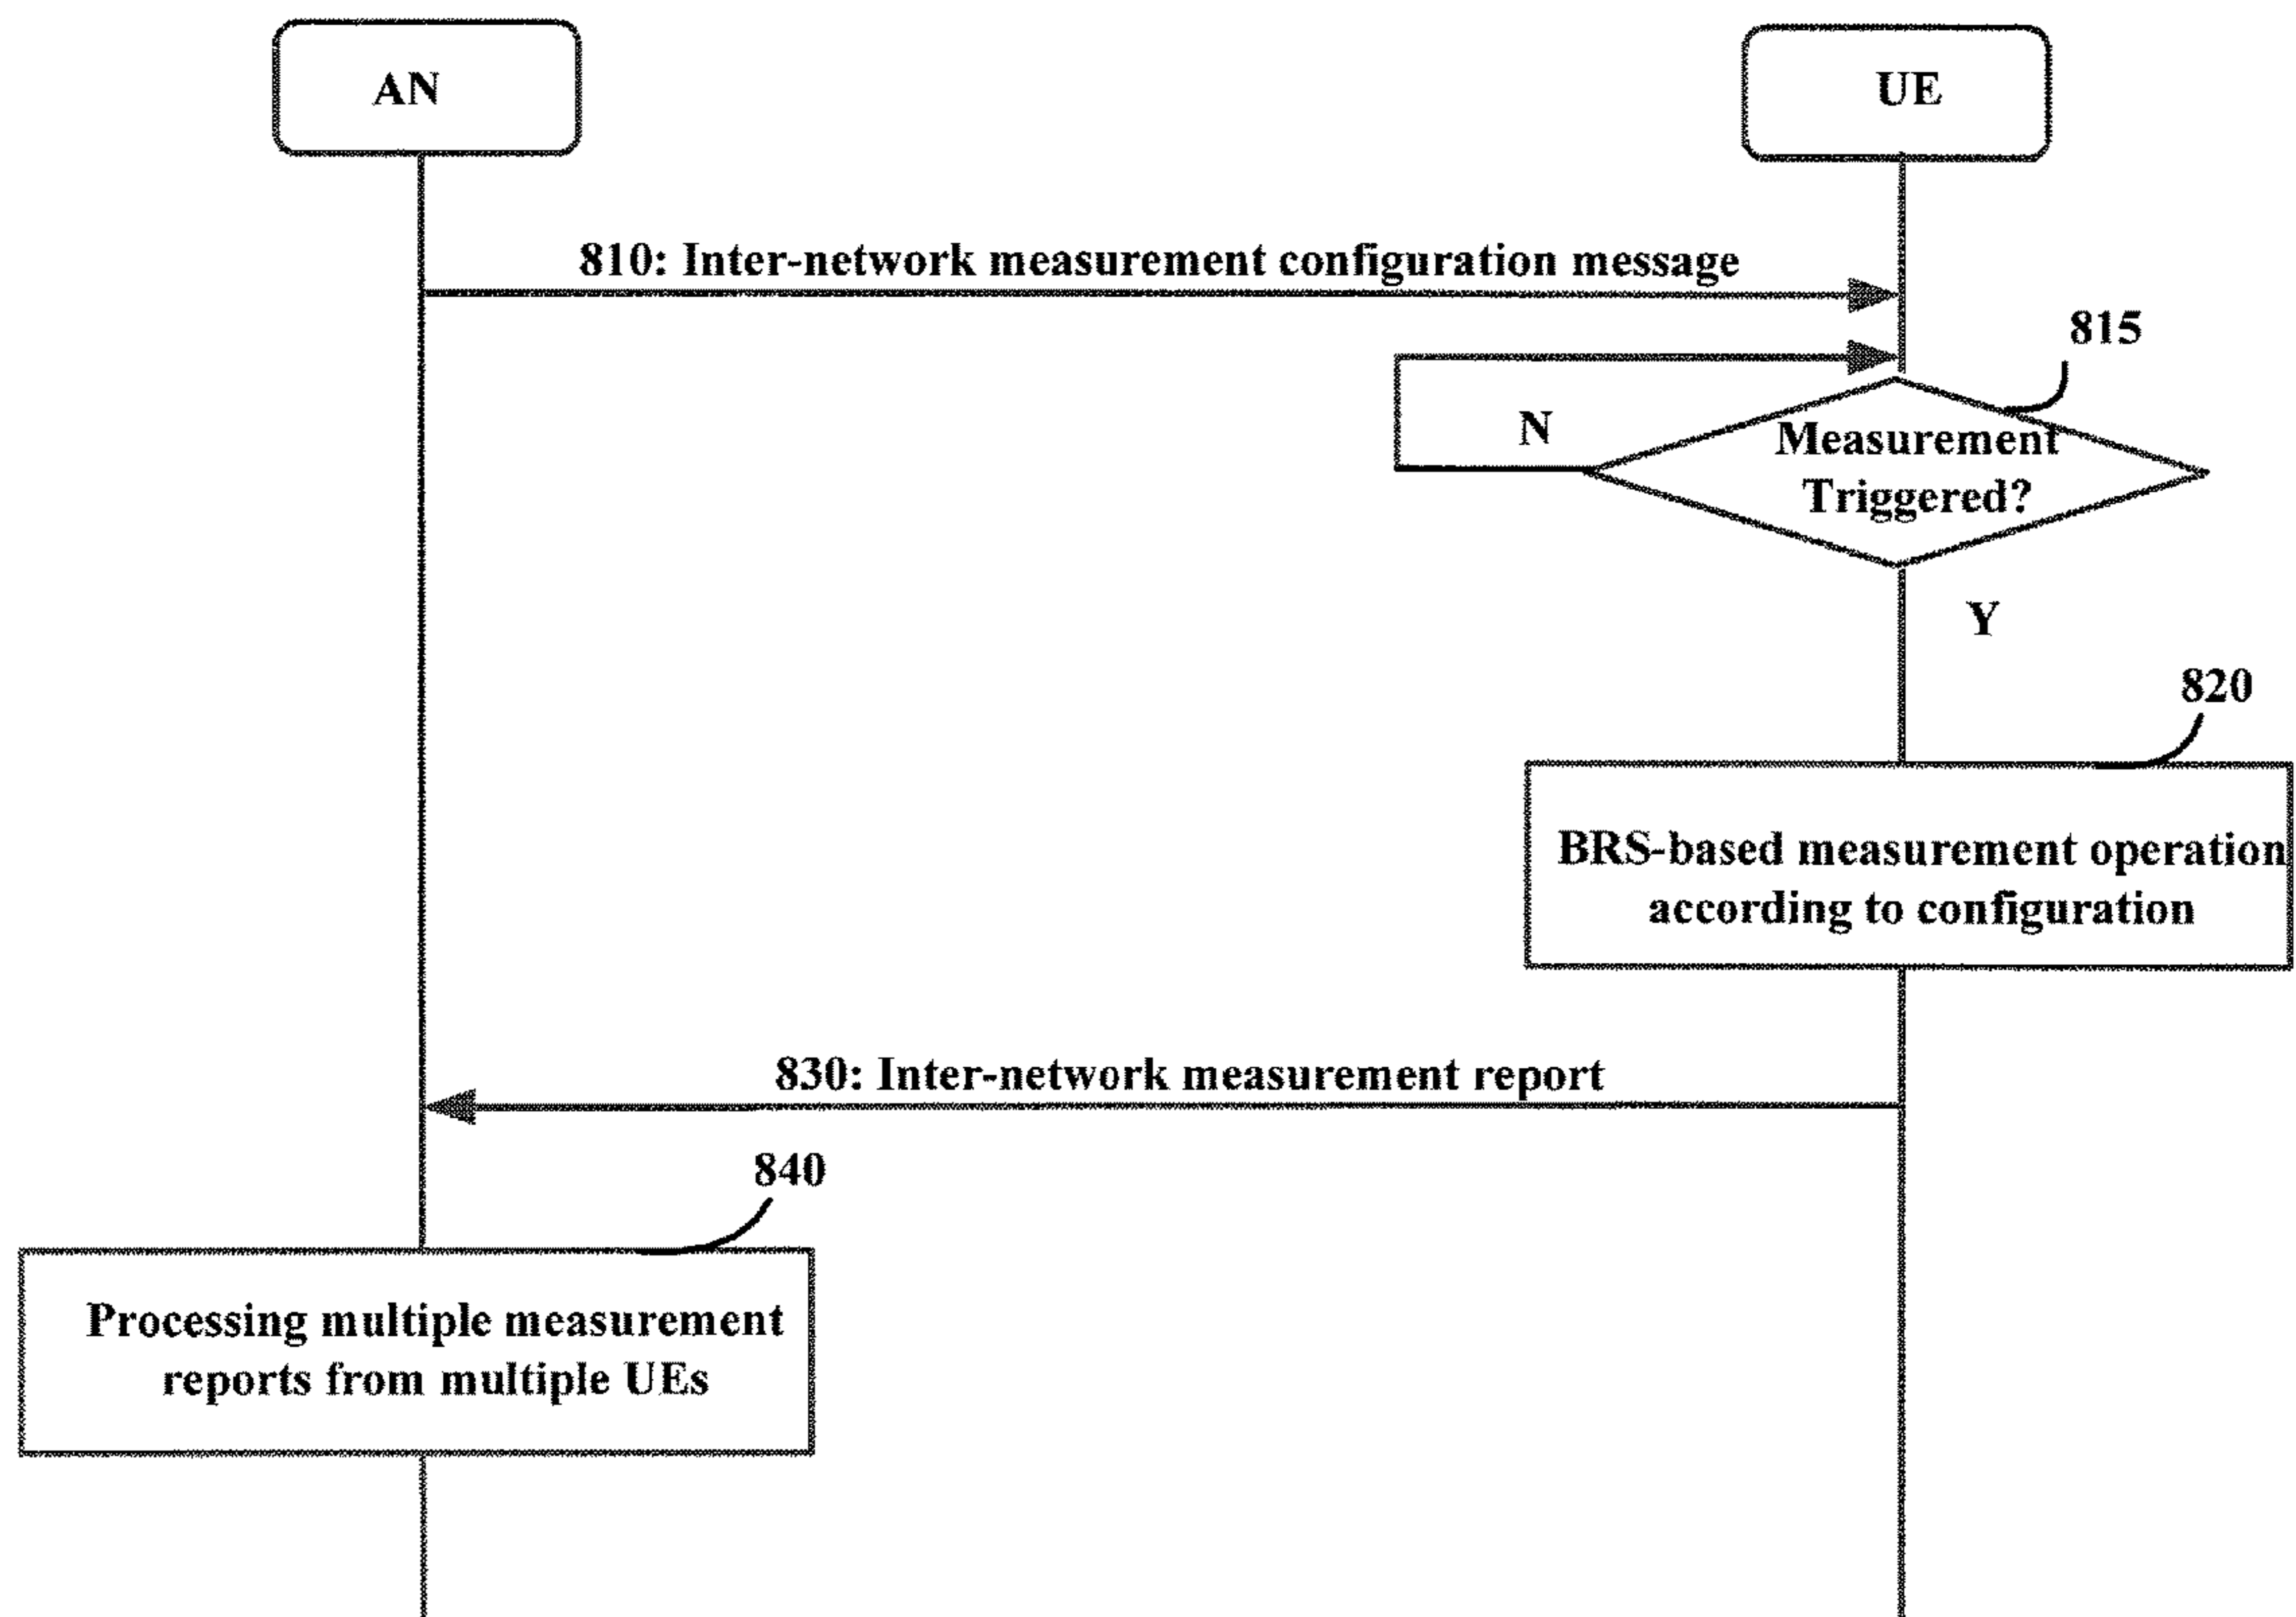 AN
UE
810: Inter-network measurement configuration message
815
N
Measurement
Triggered?
Y
820
BRS-based measurement operation
according to configuration
830: Inter-network measurement report
840
Processing multiple measurement
reports from multiple UEs